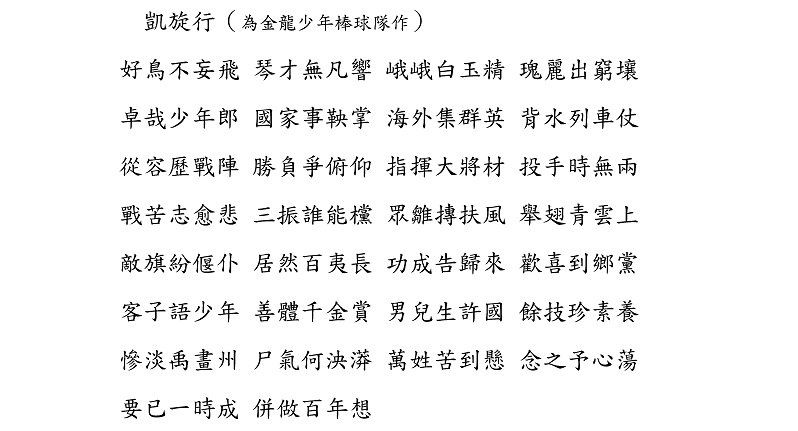 凱旋行（為金龍少年棒球隊作）
好鳥不妄飛 琴才無凡響 峨峨白玉精 瑰麗出窮壤
卓哉少年郎 國家事鞅掌 海外集群英 背水列車仗
從容歷戰陣 勝負爭俯仰 指揮大將材 投手時無兩
戰苦志愈悲 三振誰能欓 眾雛摶扶風 舉翅青雲上
敵旗紛偃仆 居然百夷長 功成告歸來 歡喜到鄉黨
客子語少年 善體千金賞 男兒生許國 餘技珍素養
慘淡禹畫州 尸氣何泱漭 萬姓苦到懸 念之予心蕩
要已一時成 併做百年想